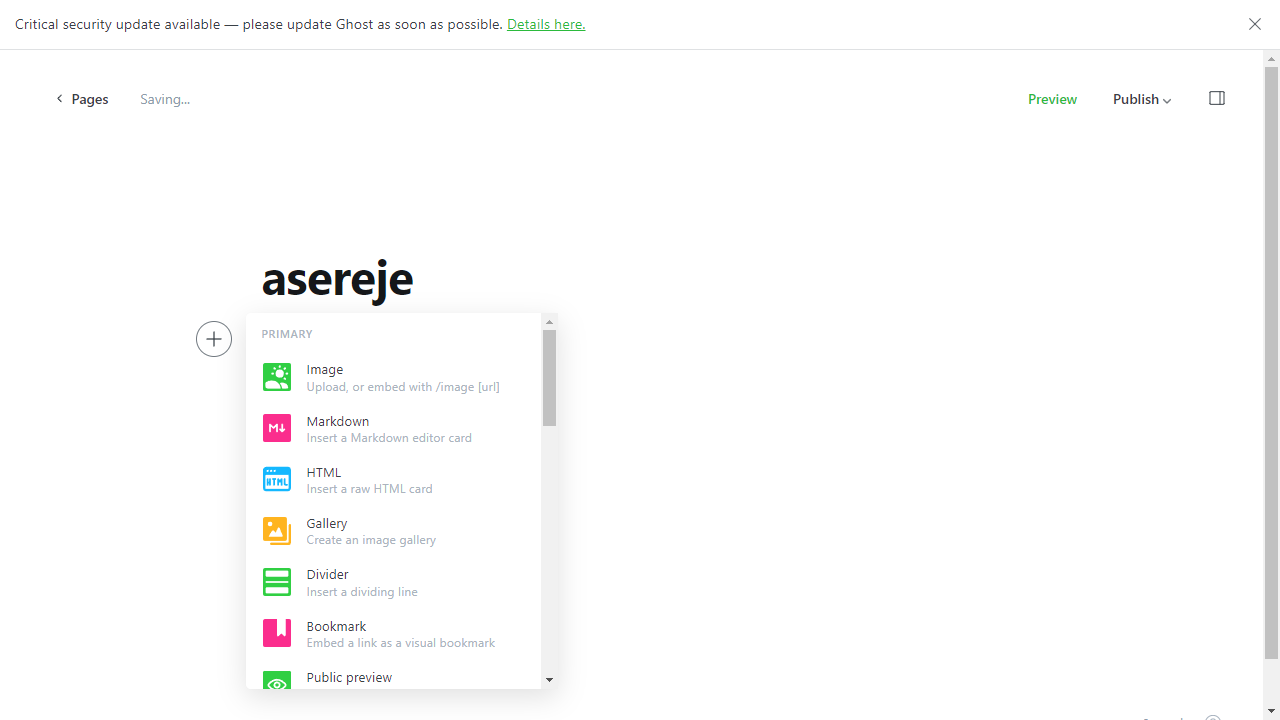 Critical security update available — please update Ghost as soon as possible. Details here.
Pages
Saving...
Preview
Publish
asereje
PRIMARY
Image
Upload, or embed with /image [url]
Markdown
Insert a Markdown editor card
HTML
Insert a raw HTML card
Gallery
Create an image gallery
Divider
Insert a dividing line
Bookmark
Embed a link as a visual bookmark
Public preview